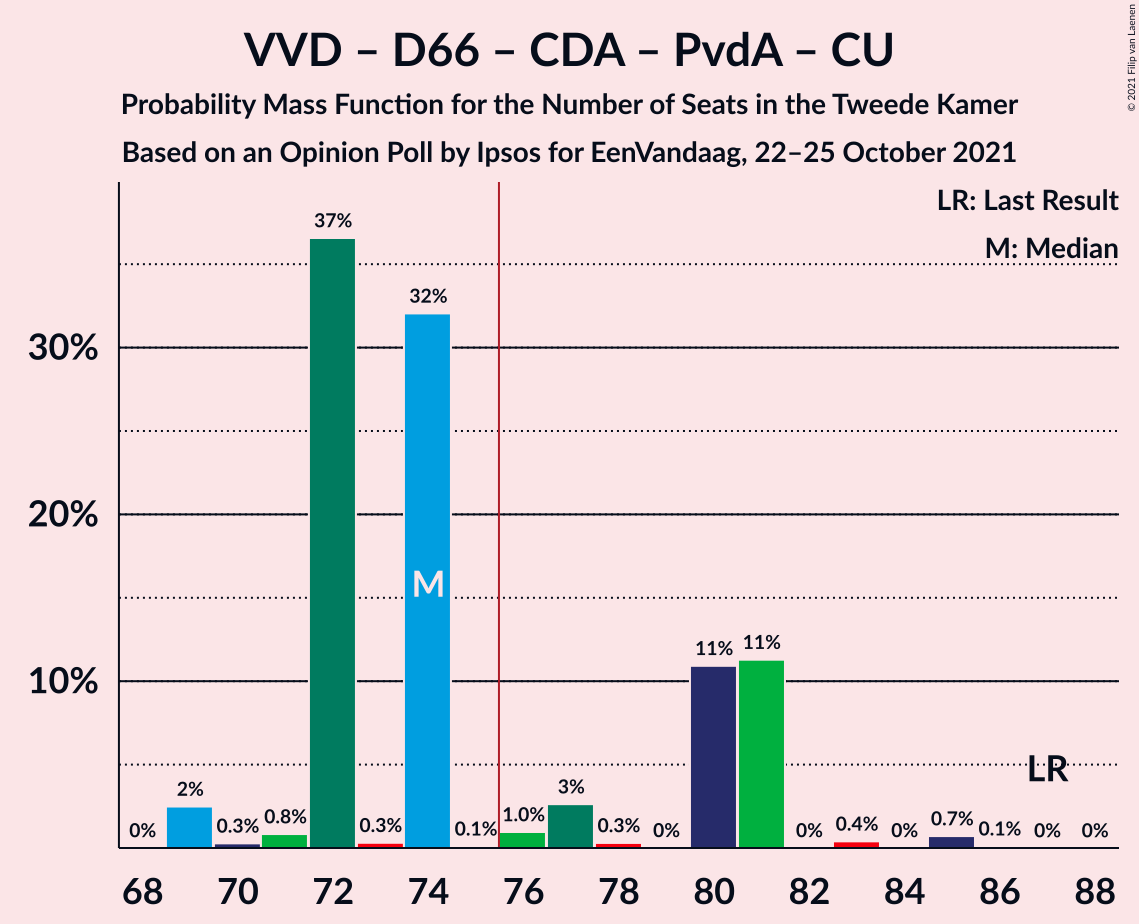 VVD – D66 – CDA – PvdA – CU
Probability Mass Function for the Number of Seats in the Tweede Kamer
Based on an Opinion Poll by Ipsos for EenVandaag, 22–25 October 2021
© 2021 Filip van Laenen
LR: Last Result
M: Median
30%
20%
10%
0%
2%
0.3%
0.8%
37%
0.3%
32%
0.1%
1.0%
3%
0.3%
0%
11%
11%
0%
0.4%
0%
0.7%
0.1%
0%
0%
M
LR
68 70 72 74 76 78 80 82 84 86 88